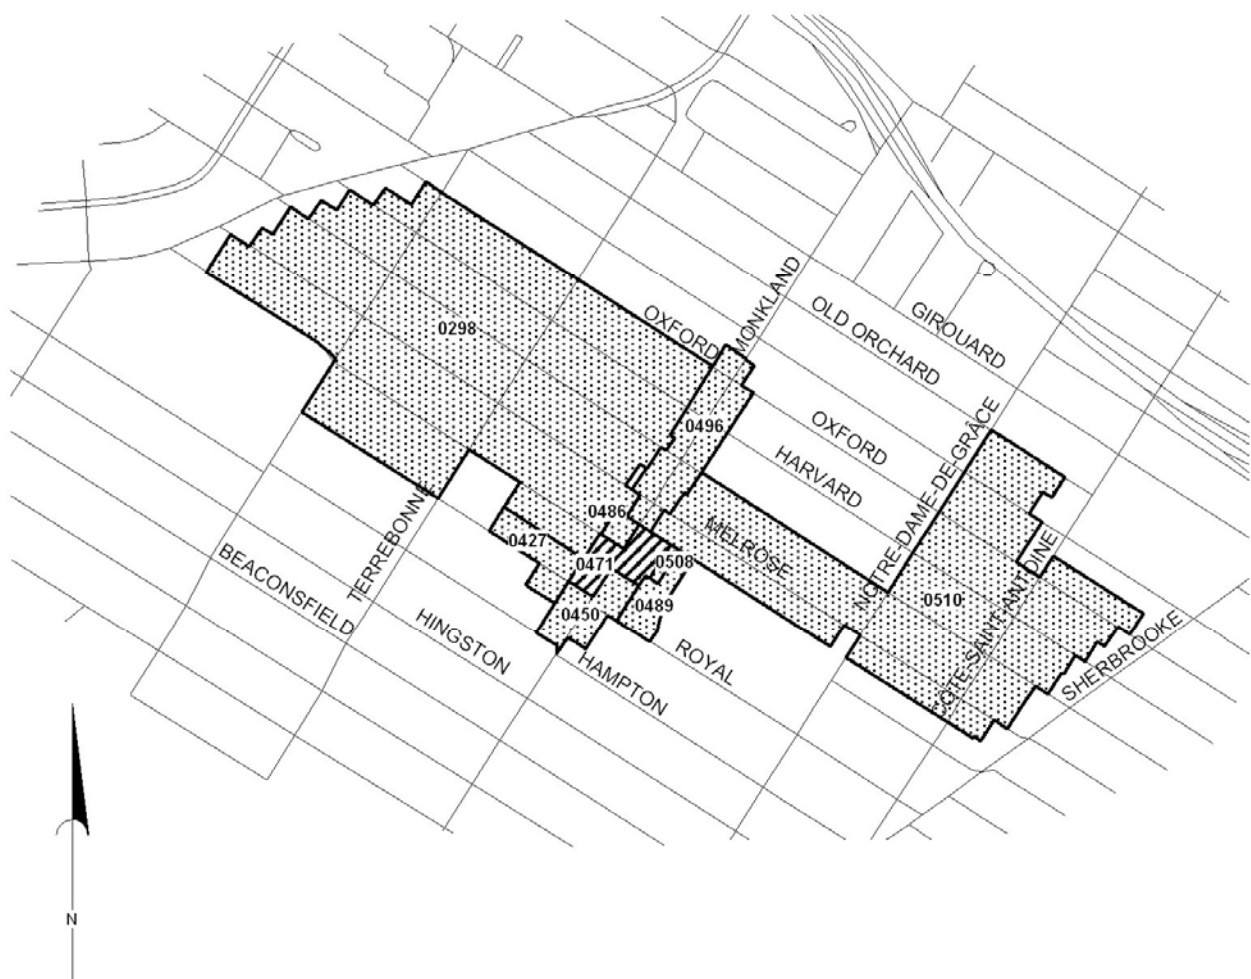 MONKLAND
OXFORD
OLD ORCHARD
GIROUARD
0298
0496
OXFORD
HARVARD
NOTRE-DAME-DE-GRÂCE
TERREBONNE
0486
0427
MELROSE
0471
0508
CÔTE-SAINT-ANTOINE
BEACONSFIELD
0450
0489
0510
HINGSTON
ROYAL
HAMPTON
SHERBROOKE
N